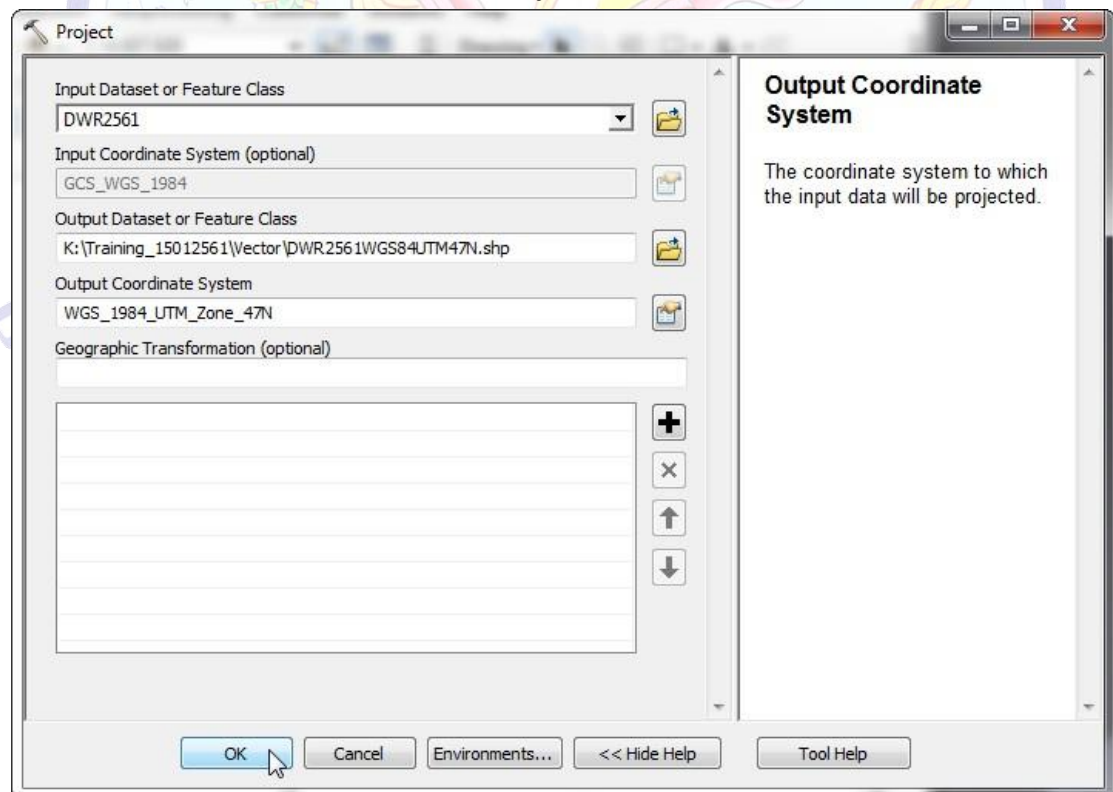 Project
Input Dataset or Feature Class
DWR2561
Input Coordinate System (optional)
GCS_WGS_1984
Output Dataset or Feature Class
K:\Training_15012561\Vector\DWR2561WGS84UTM47N.shp
Output Coordinate System
WGS_1984_UTM_Zone_47N
Geographic Transformation (optional)
Output Coordinate
System
The coordinate system to which
the input data will be projected.
OK
Cancel
Environments...
<< Hide Help
Tool Help